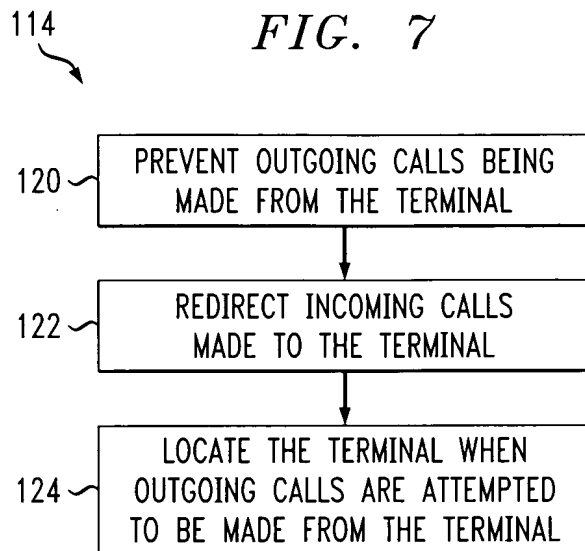 114
FIG. 7
120
PREVENT OUTGOING CALLS BEING
MADE FROM THE TERMINAL
122
REDIRECT INCOMING CALLS
MADE TO THE TERMINAL
124
LOCATE THE TERMINAL WHEN
OUTGOING CALLS ARE ATTEMPTED
TO BE MADE FROM THE TERMINAL